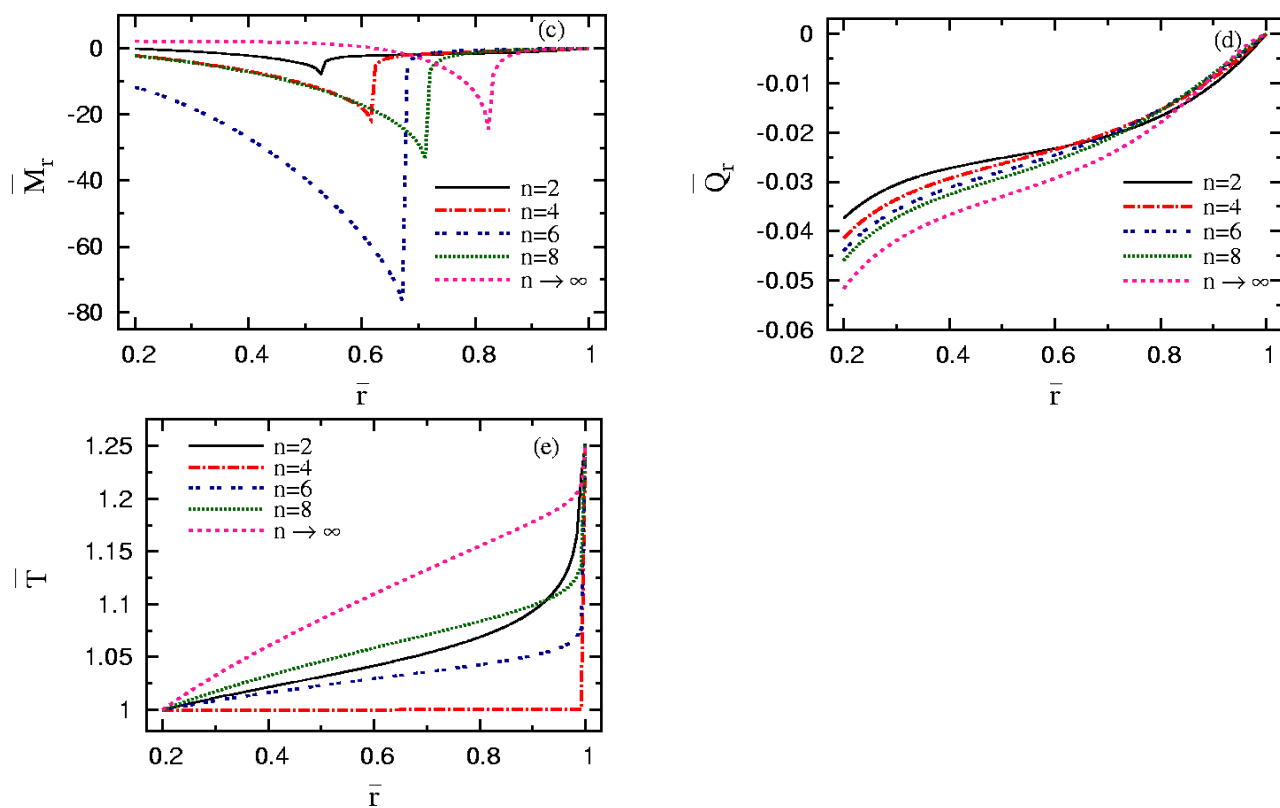 (c)
0
-20
-40
-60
-80
M̅r
n=2
n=4
n=6
n=8
n → ∞
0.2 0.4 0.6 0.8 1
r̅
(d)
0
-0.01
-0.02
-0.03
-0.04
-0.05
-0.06
Q̅r
n=2
n=4
n=6
n=8
n → ∞
0.2 0.4 0.6 0.8 1
r̅
(e)
1.25
1.2
1.15
1.1
1.05
1
T̅
n=2
n=4
n=6
n=8
n → ∞
0.2 0.4 0.6 0.8 1
r̅